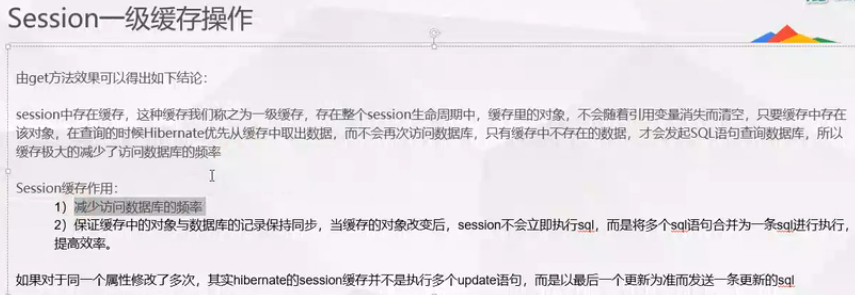 Session一级缓存操作
由get方法效果可以得出如下结论：
session中存在缓存，这种缓存我们称之为一级缓存，存在整个session生命周期中，缓存里的对象，不会随着引用变量消失而清空，只要缓存中存在
该对象，在查询的时候Hibernate优先从缓存中取出数据，而不会再次访问数据库，只有缓存中不存在的数据，才会发起SQL语句查询数据库，所以
缓存极大的减少了访问数据库的频率
Session缓存作用：
1）减少访问数据库的频率
2）保证缓存中的对象与数据库的记录保持同步，当缓存的对象改变后，session不会立即执行sql，而是将多个sql语句合并为一条sql进行执行，
提高效率。
如果对于同一个属性修改了多次，其实hibernate的session缓存并不是执行多个update语句，而是以最后一个更新为准而发送一条更新的sql